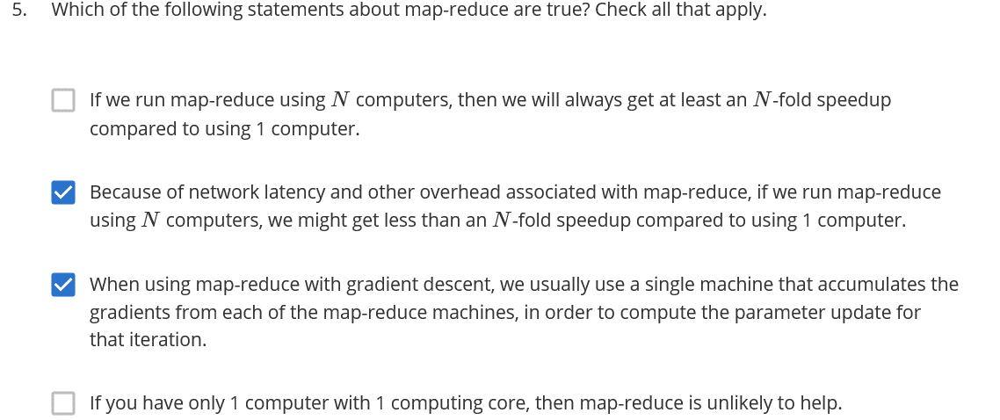 5. Which of the following statements about map-reduce are true? Check all that apply.
If we run map-reduce using N computers, then we will always get at least an N-fold speedup
compared to using 1 computer.
Because of network latency and other overhead associated with map-reduce, if we run map-reduce
using N computers, we might get less than an N-fold speedup compared to using 1 computer.
When using map-reduce with gradient descent, we usually use a single machine that accumulates the
gradients from each of the map-reduce machines, in order to compute the parameter update for
that iteration.
If you have only 1 computer with 1 computing core, then map-reduce is unlikely to help.